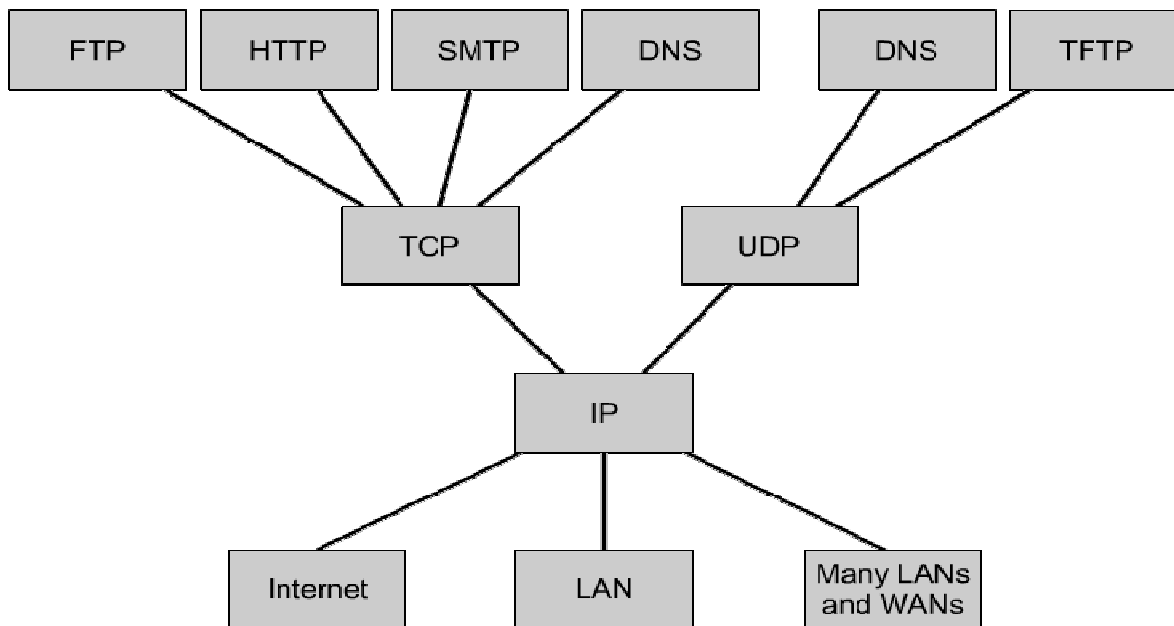 FTP
HTTP
SMTP
DNS
DNS
TFTP
TCP
UDP
IP
Internet
LAN
Many LANs
and WANs